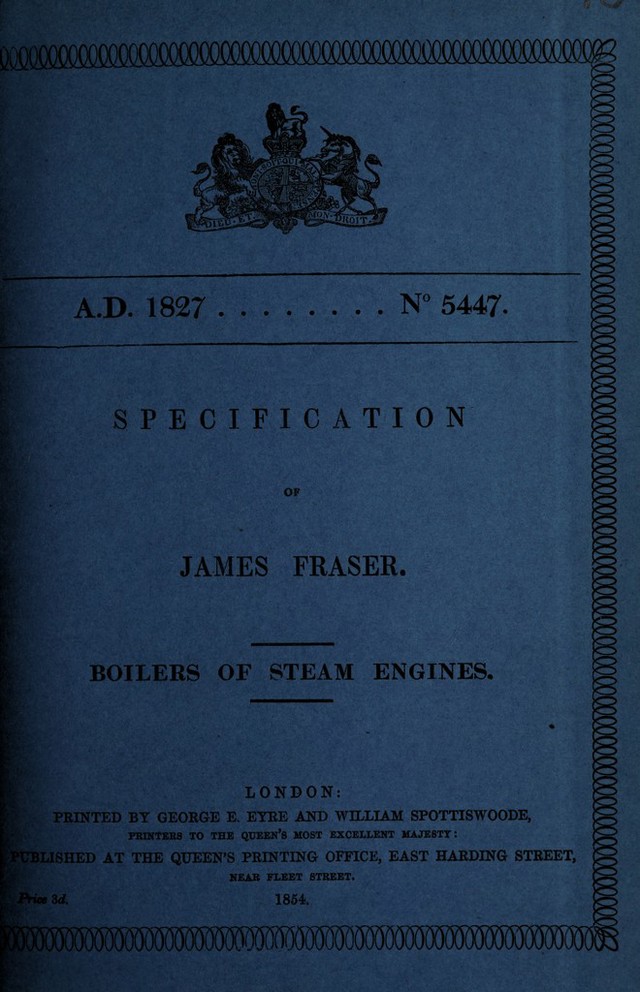 DIEU · ET
MON · DROIT.
A.D. 1827 . . . . . . . . . Nº 5447.
SPECIFICATION
OF
JAMES FRASER.
BOILERS OF STEAM ENGINES.
LONDON:
PRINTED BY GEORGE E. EYRE AND WILLIAM SPOTTISWOODE,
PRINTERS TO THE QUEEN'S MOST EXCELLENT MAJESTY:
PUBLISHED AT THE QUEEN'S PRINTING OFFICE, EAST HARDING STREET,
NEAR FLEET STREET.
Price 3d.
1854.